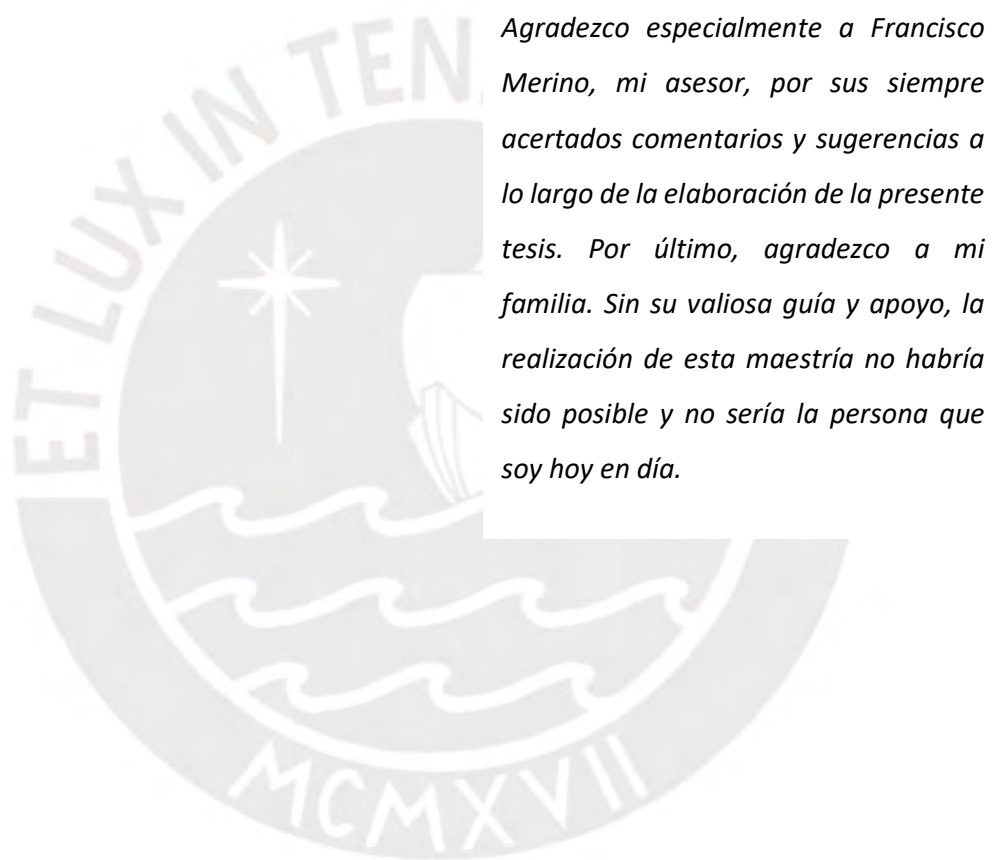 Agradezco especialmente a Francisco
Merino, mi asesor, por sus siempre
acertados comentarios y sugerencias a
lo largo de la elaboración de la presente
tesis. Por último, agradezco a mi
familia. Sin su valiosa guía y apoyo, la
realización de esta maestría no habría
sido posible y no sería la persona que
soy hoy en día.
ET LUX IN TEN
MCMXVII